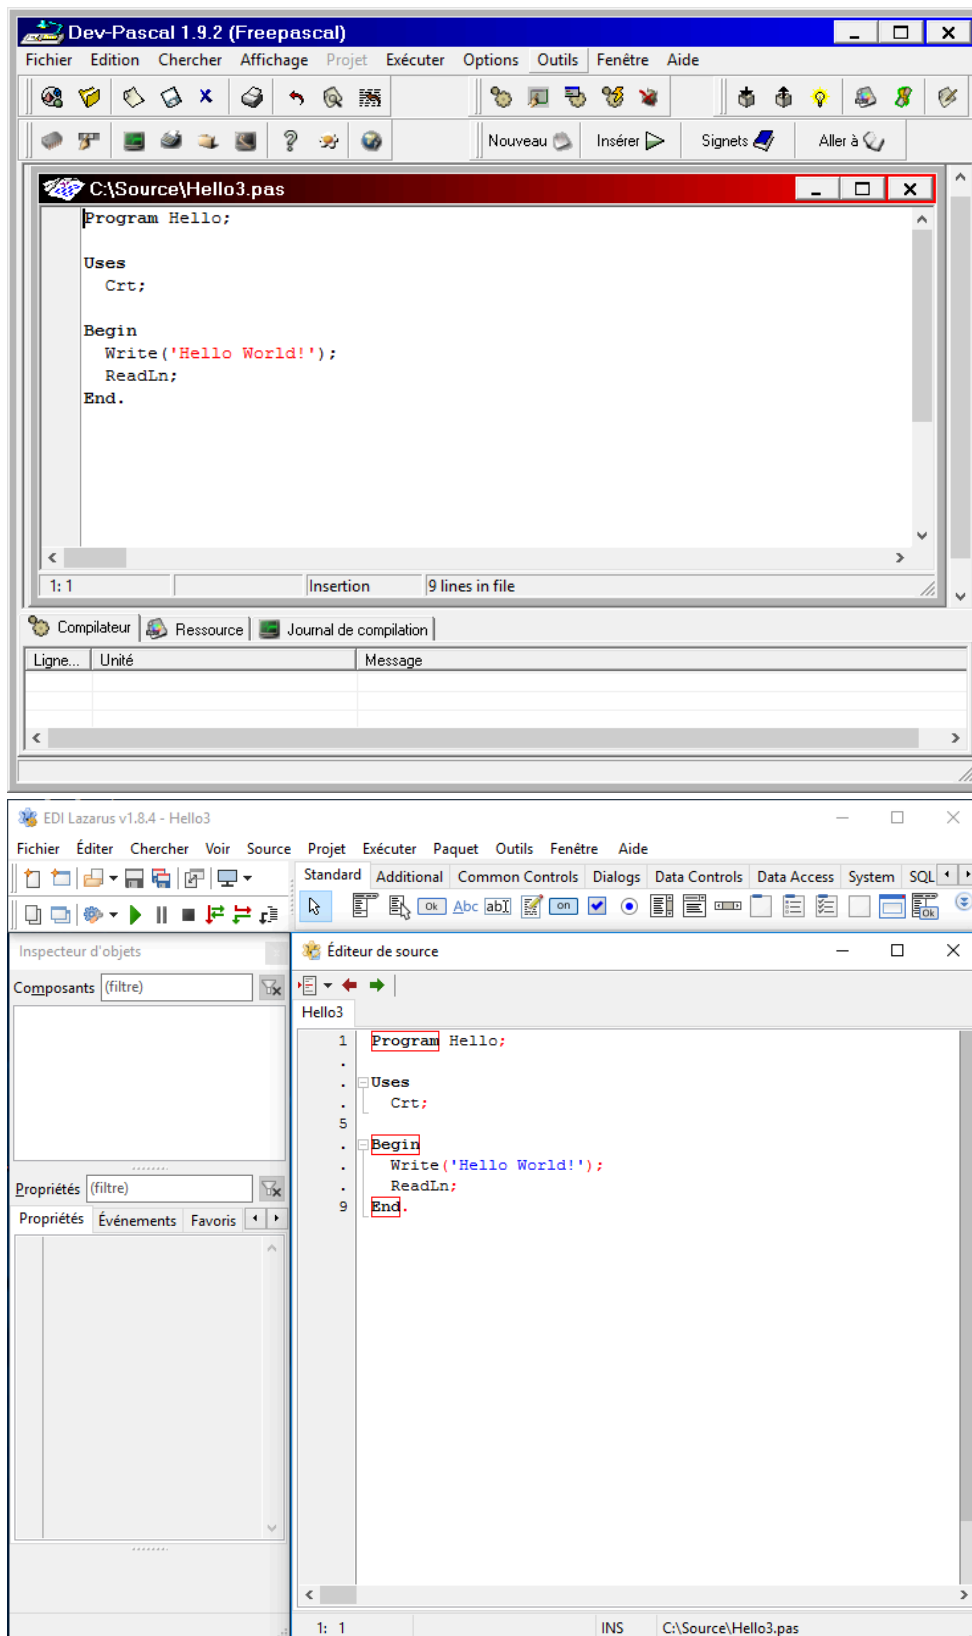 Dev-Pascal 1.9.2 (Freepascal)
Fichier Edition Chercher Affichage Projet Exécuter Options Outils Fenêtre Aide
Nouveau Insérer Signets Aller à
C:\Source\Hello3.pas
Program Hello;
Uses
Crt;
Begin
Write('Hello World!');
ReadLn;
End.
1: 1 Insertion 9 lines in file
Compilateur Ressource Journal de compilation
Ligne... Unité Message
EDI Lazarus v1.8.4 - Hello3
Fichier Éditer Chercher Voir Source Projet Exécuter Paquet Outils Fenêtre Aide
Standard Additional Common Controls Dialogs Data Controls Data Access System SQL
Ok Abc abI on Ok
Inspecteur d'objets
Éditeur de source
Composants (filtre)
Hello3
1 Program Hello;
.
. Uses
. Crt;
5
. Begin
. Write('Hello World!');
. ReadLn;
9 End.
Propriétés (filtre)
Propriétés Événements Favoris
1: 1 INS C:\Source\Hello3.pas